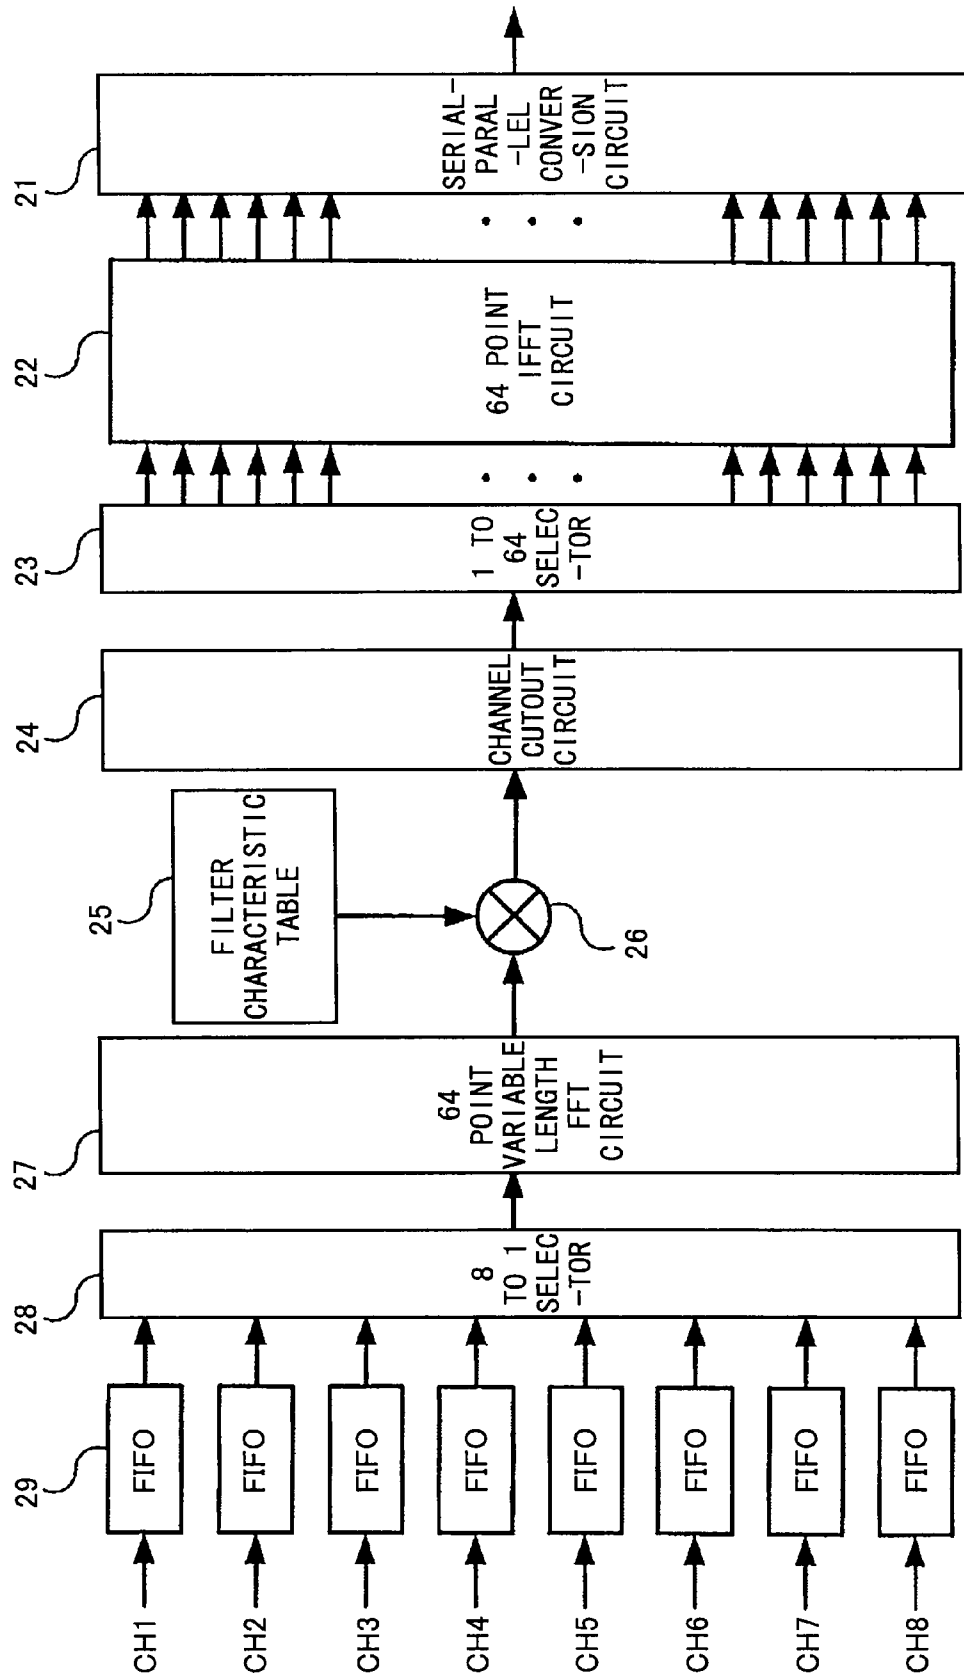 CH1
CH2
CH3
CH4
CH5
CH6
CH7
CH8
29
FIFO
FIFO
FIFO
FIFO
FIFO
FIFO
FIFO
FIFO
28
8
TO 1
SELEC
-TOR
27
64
POINT
VARIABLE
LENGTH
FFT
CIRCUIT
25
FILTER
CHARACTERISTIC
TABLE
26
24
CHANNEL
CUTOUT
CIRCUIT
23
1 TO
64
SELEC
-TOR
22
64 POINT
IFFT
CIRCUIT
21
SERIAL-
PARAL
-LEL
CONVER
-SION
CIRCUIT